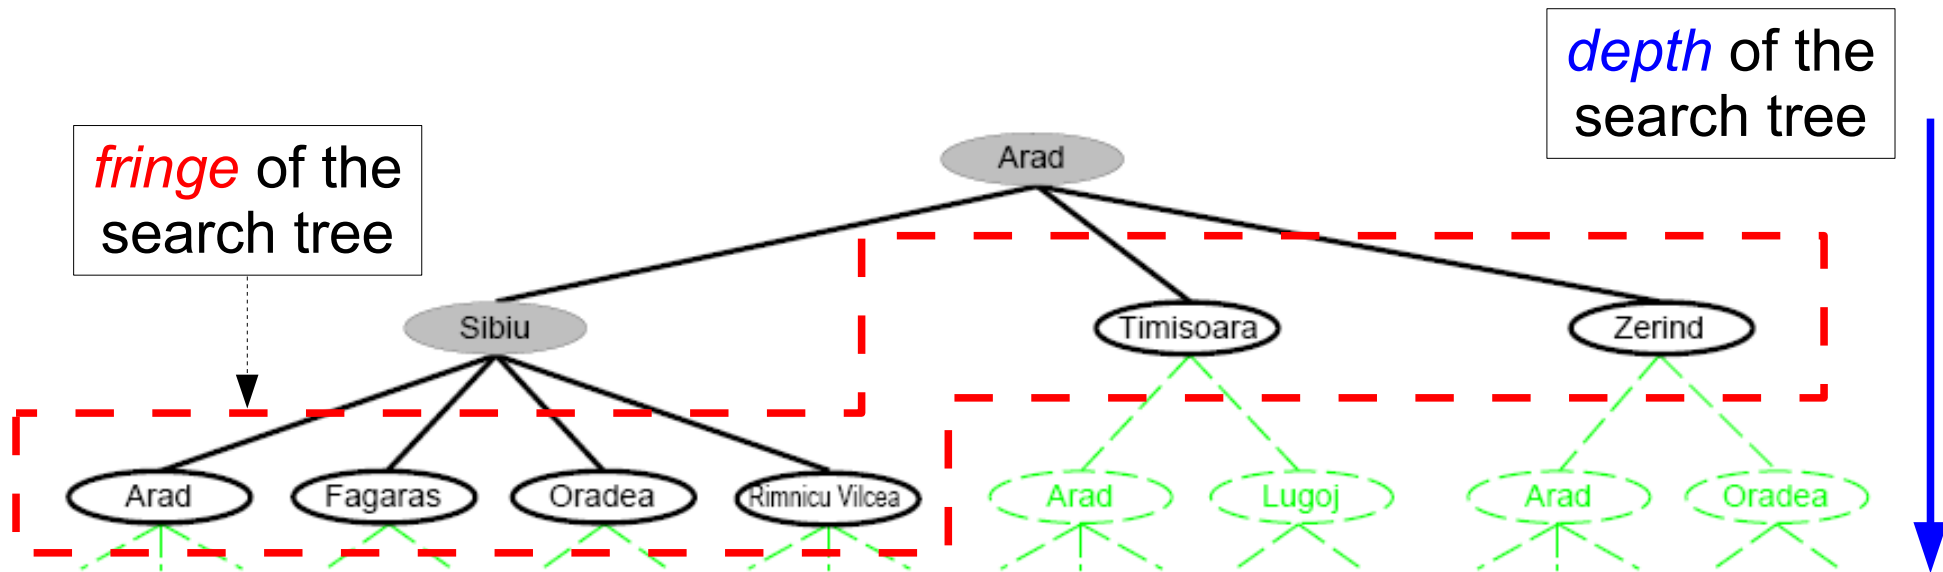 depth of the
search tree
fringe of the
search tree
Arad
Sibiu
Timisoara
Zerind
Arad
Fagaras
Oradea
Rimnicu Vilcea
Arad
Lugoj
Arad
Oradea